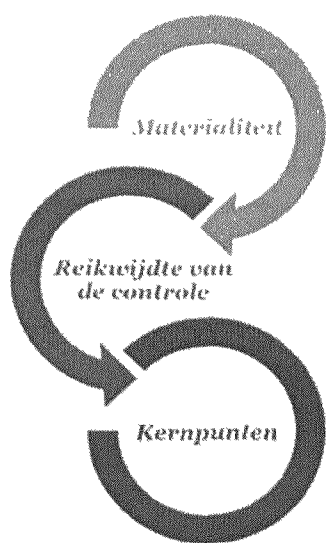 Materialiteit
Reikwijdte van
de controle
Kernpunten